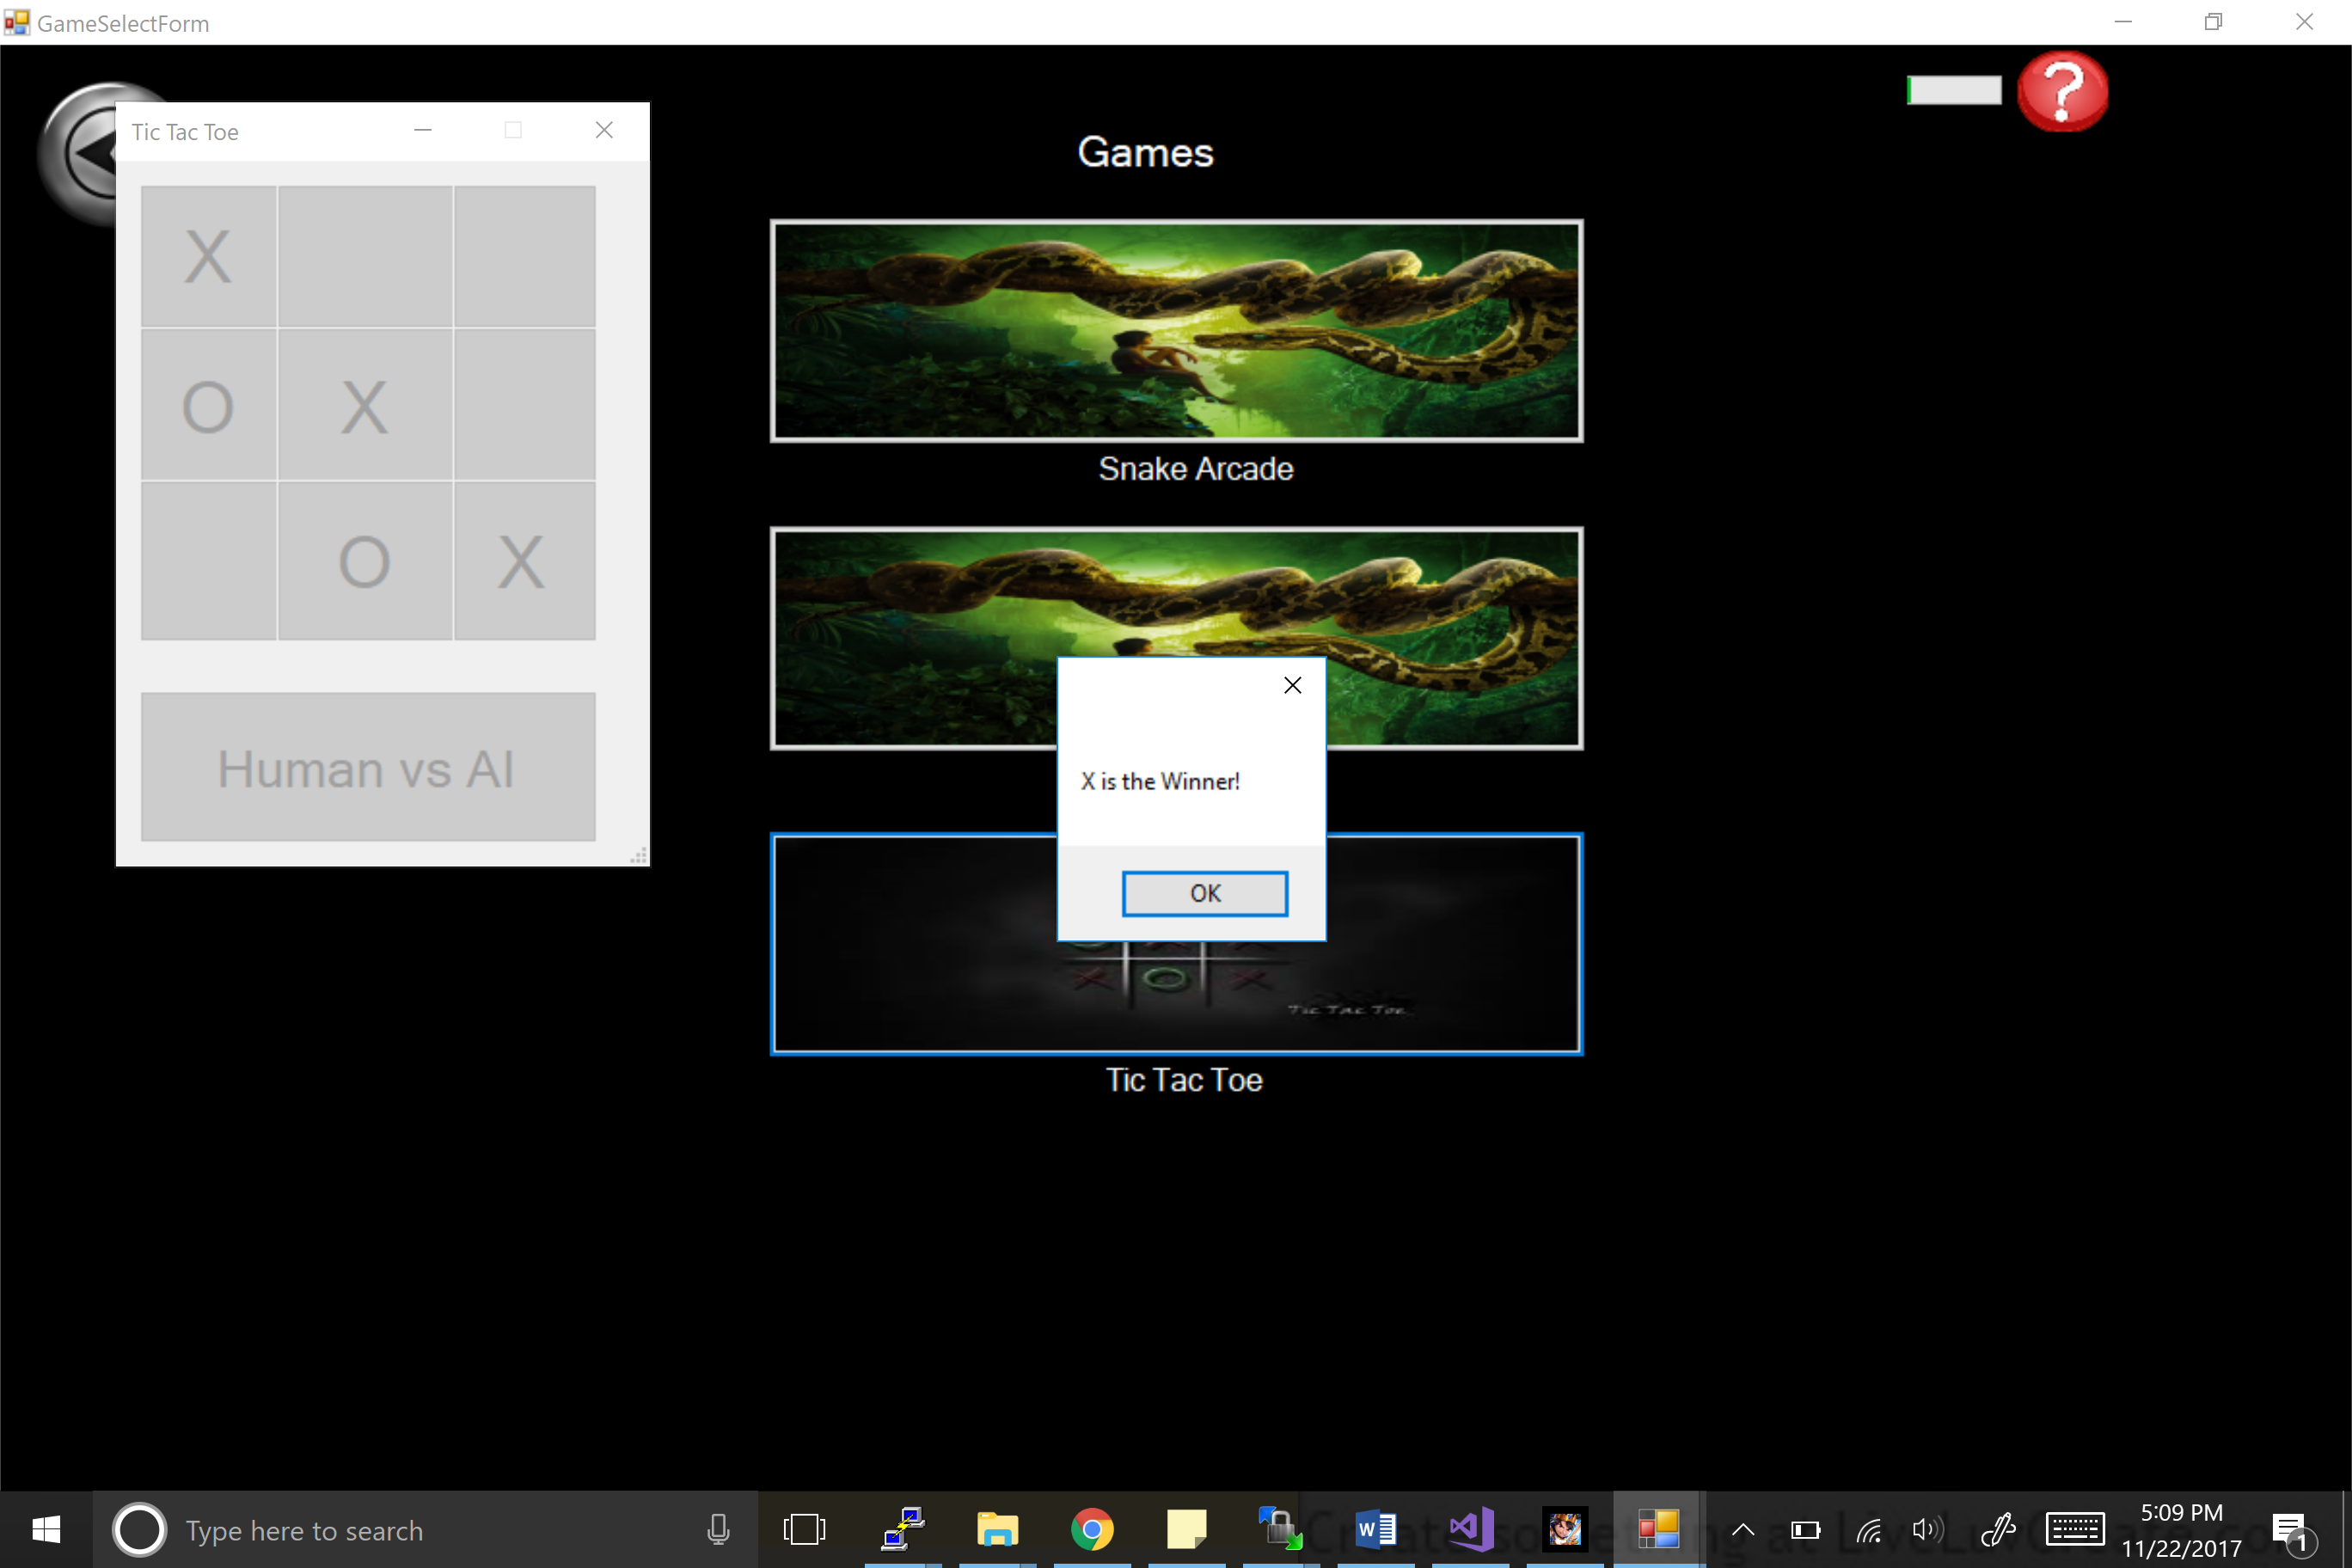 GameSelectForm
Tic Tac Toe
Games
X
O X
O X
Human vs AI
Snake Arcade
X is the Winner!
OK
Tic Tac Toe
Tic Tac Toe
Type here to search
W
5:09 PM
11/22/2017
1